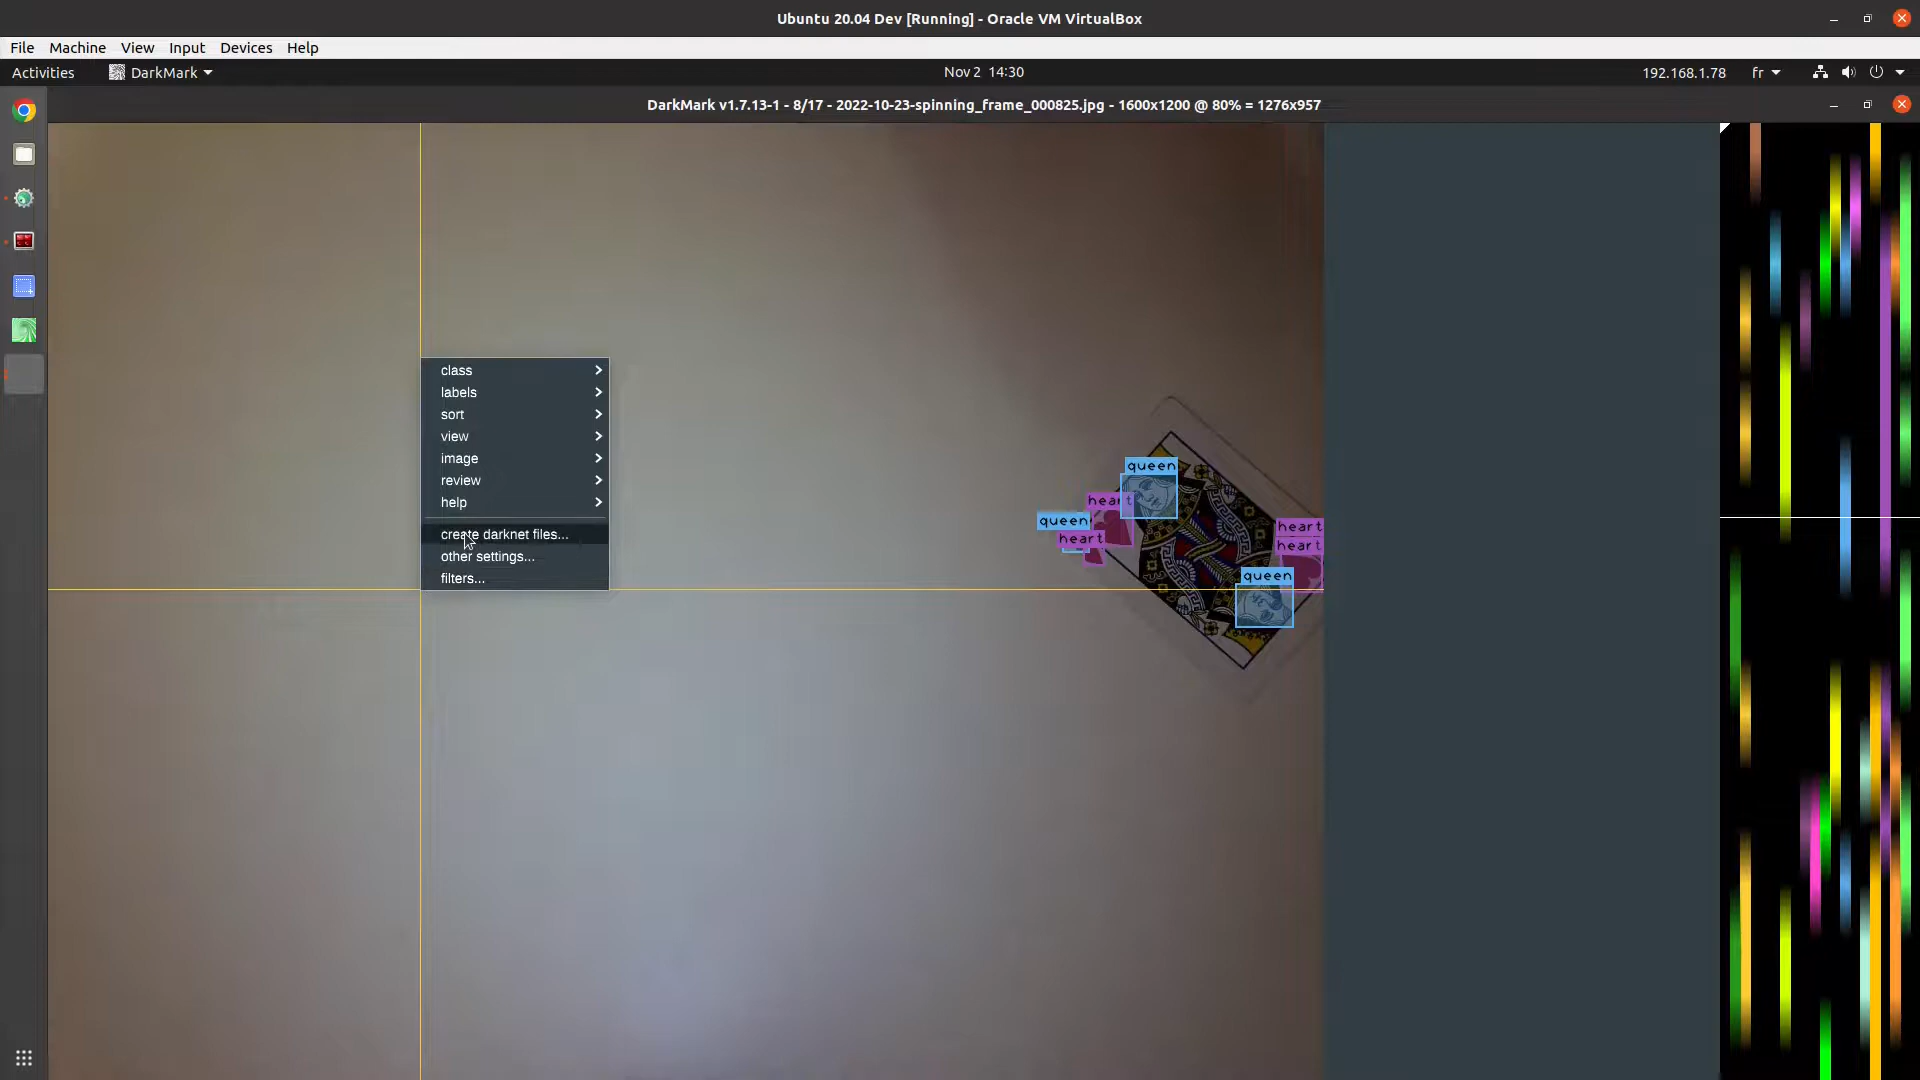 Ubuntu 20.04 Dev [Running] - Oracle VM VirtualBox
File Machine View Input Devices Help
Activities DarkMark Nov 2 14:30 192.168.1.78 fr
DarkMark v1.7.13-1 - 8/17 - 2022-10-23-spinning_frame_000825.jpg - 1600x1200 @ 80% = 1276x957
class
labels
sort
view
image
review
help
create darknet files...
other settings...
filters...
queen
heart
queen
heart
heart
heart
queen